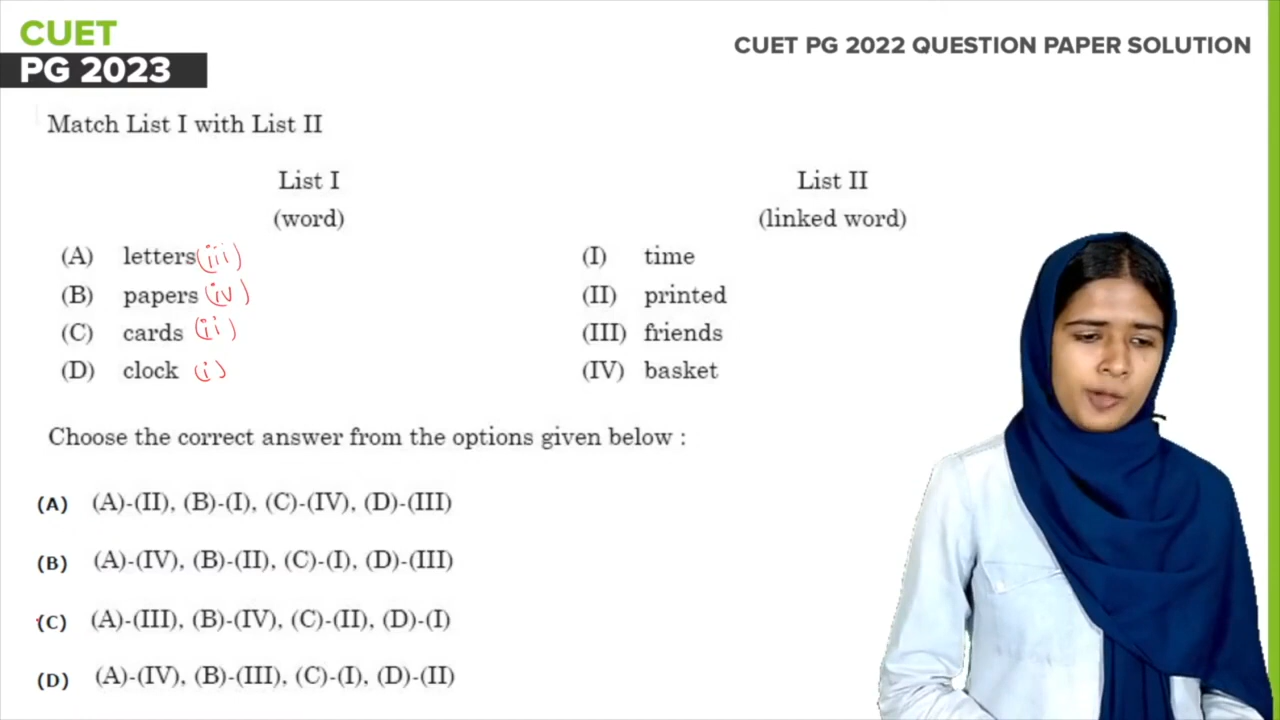 CUET
PG 2023
CUET PG 2022 QUESTION PAPER SOLUTION
Match List I with List II
List I List II
(word) (linked word)
(A) letters (iii) (I) time
(B) papers (iv) (II) printed
(C) cards (ii) (III) friends
(D) clock (i) (IV) basket
Choose the correct answer from the options given below :
(A) (A)-(II), (B)-(I), (C)-(IV), (D)-(III)
(B) (A)-(IV), (B)-(II), (C)-(I), (D)-(III)
(C) (A)-(III), (B)-(IV), (C)-(II), (D)-(I)
(D) (A)-(IV), (B)-(III), (C)-(I), (D)-(II)